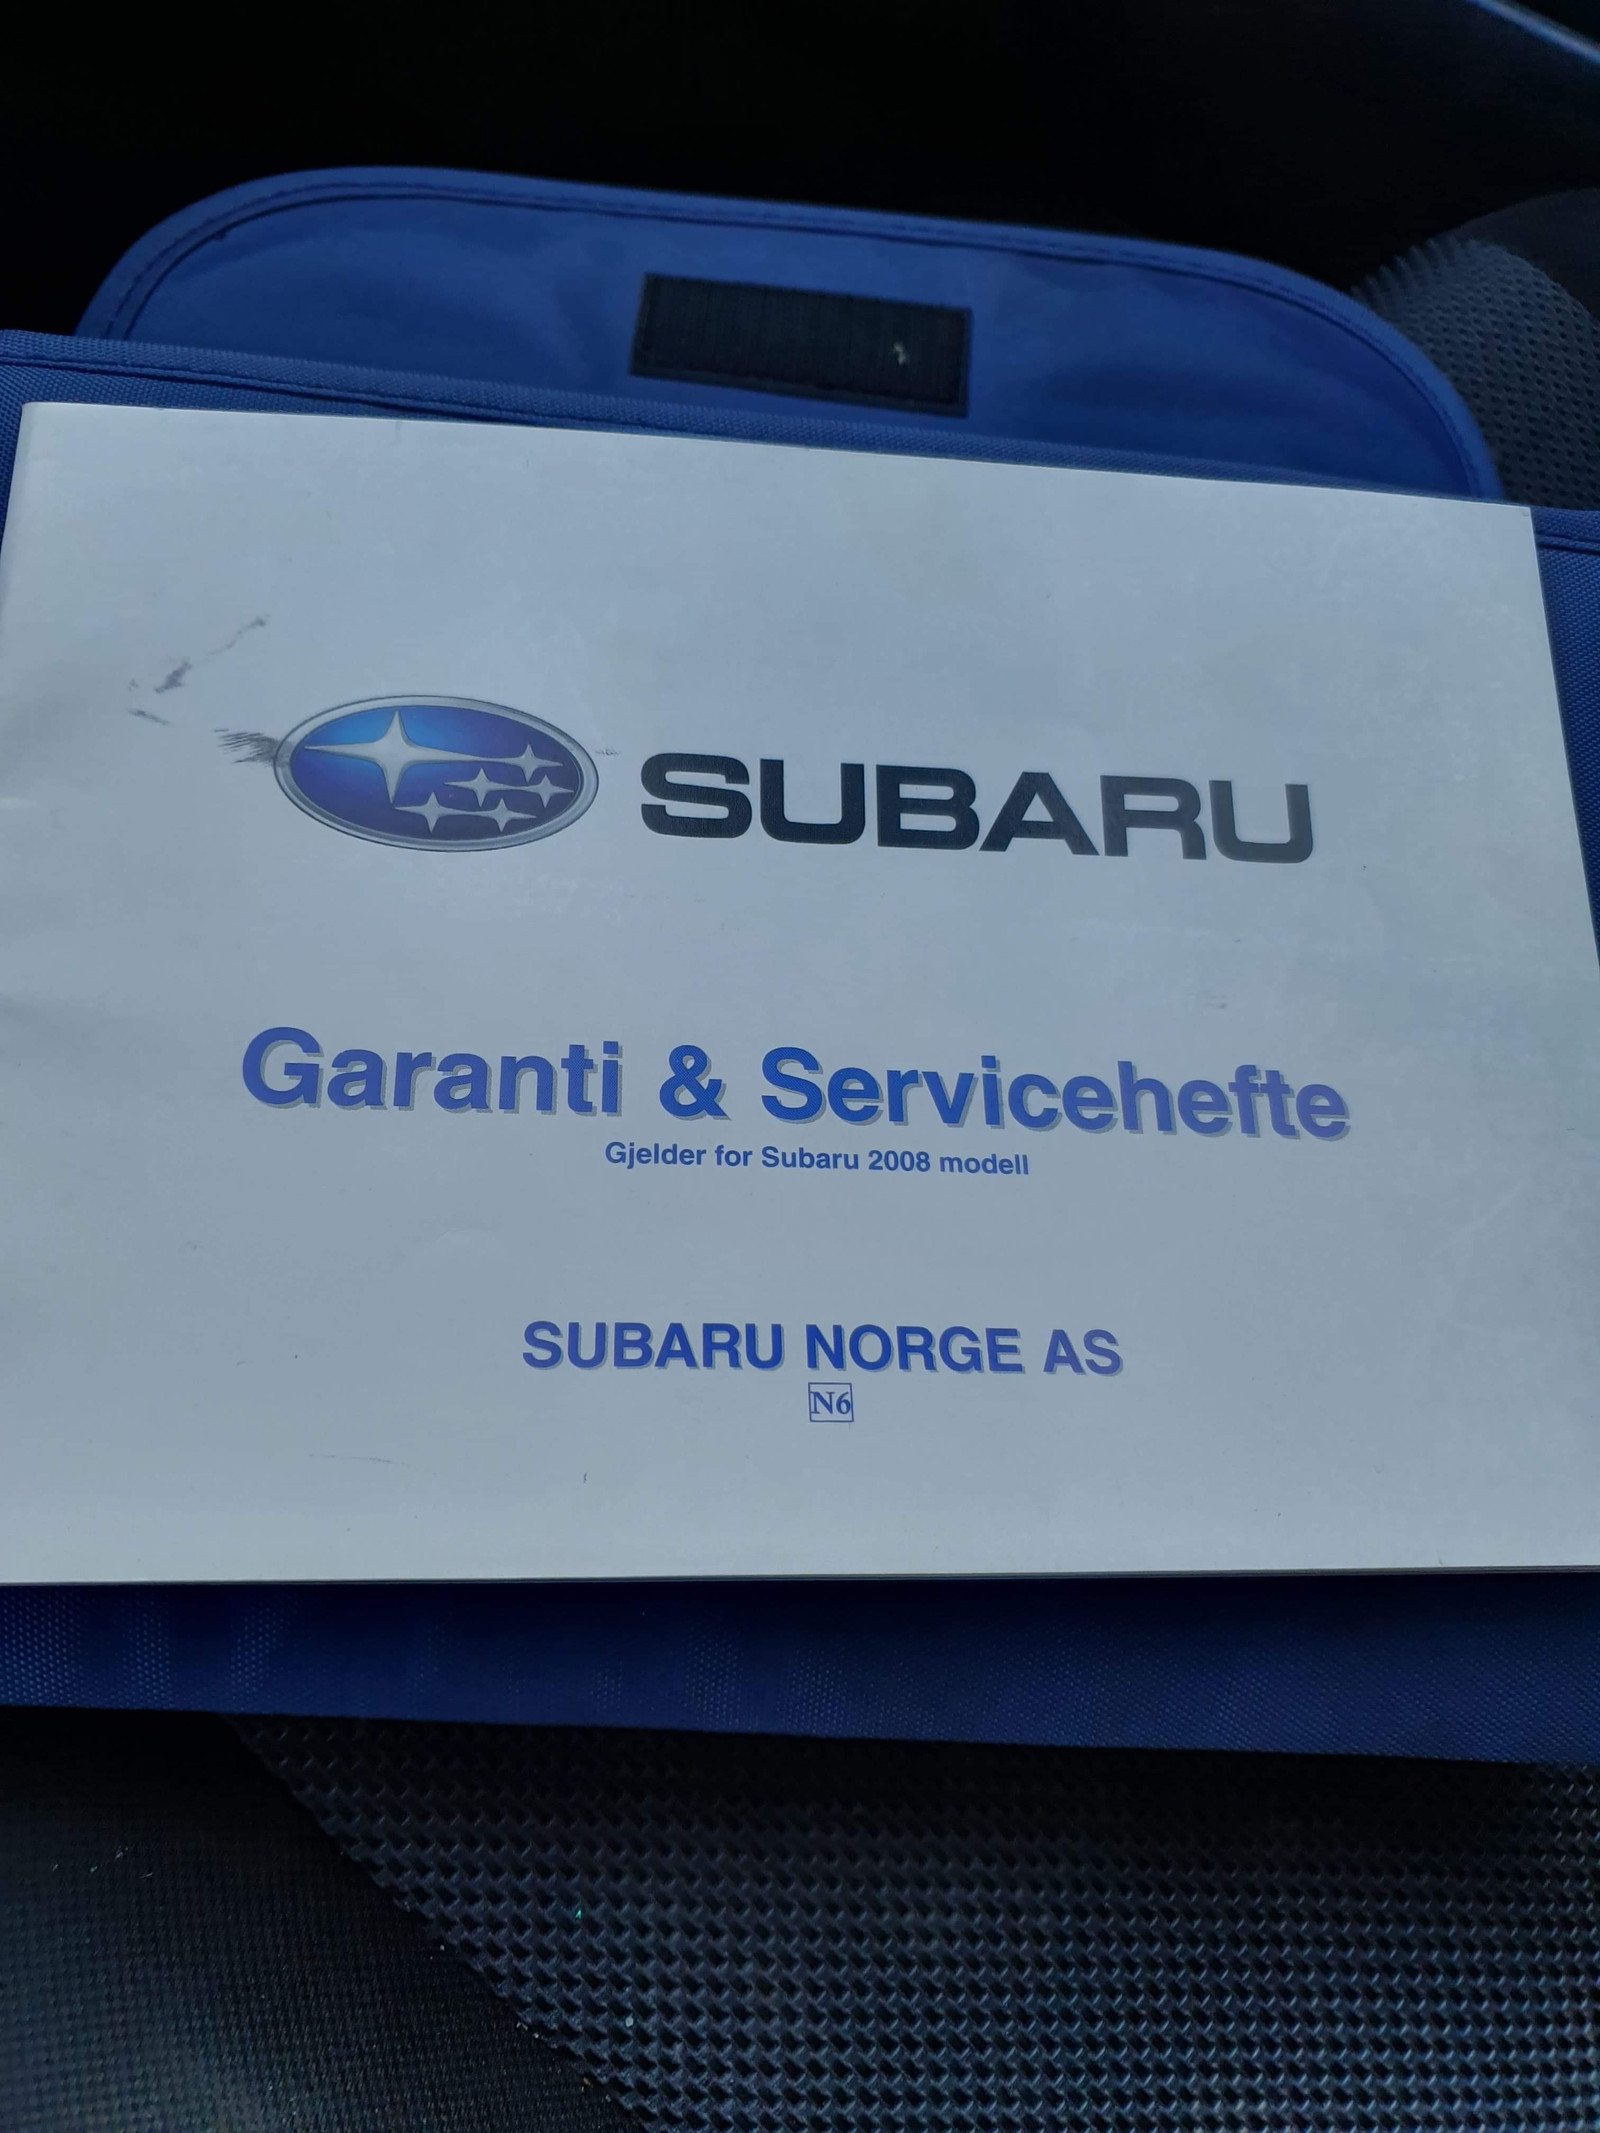 SUBARU
Garanti & Servicehefte
Gjelder for Subaru 2008 modell
SUBARU NORGE AS
N6